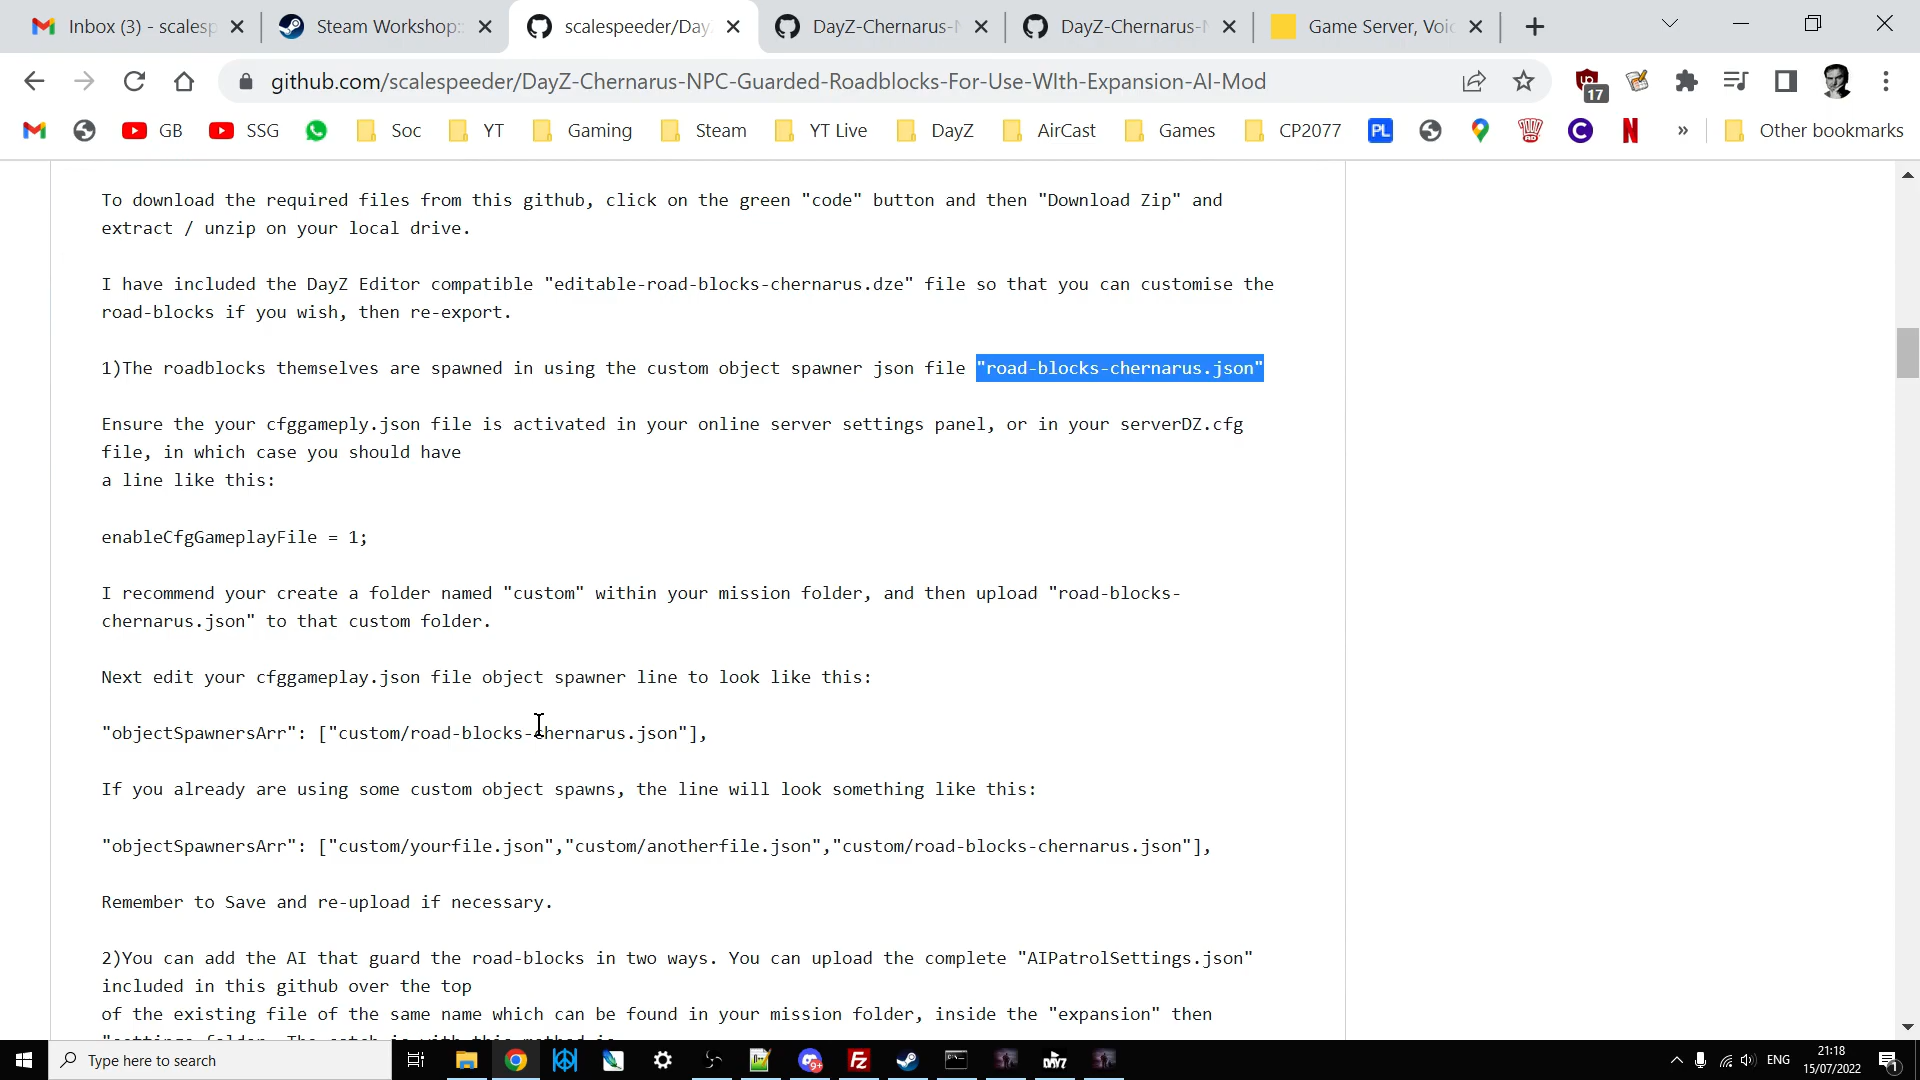 Inbox (3) - scalesp
Steam Workshop:
scalespeeder/Day
DayZ-Chernarus-N
DayZ-Chernarus-N
Game Server, Voic
github.com/scalespeeder/DayZ-Chernarus-NPC-Guarded-Roadblocks-For-Use-WIth-Expansion-AI-Mod
17
GB
SSG
Soc
YT
Gaming
Steam
YT Live
DayZ
AirCast
Games
CP2077
PL
»
Other bookmarks
To download the required files from this github, click on the green "code" button and then "Download Zip" and
extract / unzip on your local drive.
I have included the DayZ Editor compatible "editable-road-blocks-chernarus.dze" file so that you can customise the
road-blocks if you wish, then re-export.
1)The roadblocks themselves are spawned in using the custom object spawner json file "road-blocks-chernarus.json"
Ensure the your cfggameply.json file is activated in your online server settings panel, or in your serverDZ.cfg
file, in which case you should have
a line like this:
enableCfgGameplayFile = 1;
I recommend your create a folder named "custom" within your mission folder, and then upload "road-blocks-
chernarus.json" to that custom folder.
Next edit your cfggameplay.json file object spawner line to look like this:
"objectSpawnersArr": ["custom/road-blocks-chernarus.json"],
If you already are using some custom object spawns, the line will look something like this:
"objectSpawnersArr": ["custom/yourfile.json","custom/anotherfile.json","custom/road-blocks-chernarus.json"],
Remember to Save and re-upload if necessary.
2)You can add the AI that guard the road-blocks in two ways. You can upload the complete "AIPatrolSettings.json"
included in this github over the top
of the existing file of the same name which can be found in your mission folder, inside the "expansion" then
"settings folder. The catch is with this method is
Type here to search
ENG
21:18
15/07/2022